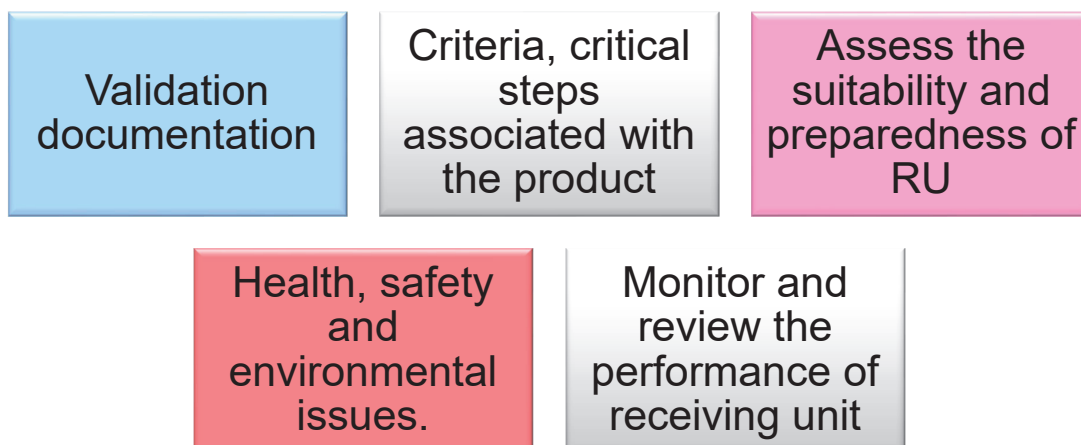 Validation
documentation
Criteria, critical
steps
associated with
the product
Assess the
suitability and
preparedness of
RU
Health, safety
and
environmental
issues.
Monitor and
review the
performance of
receiving unit